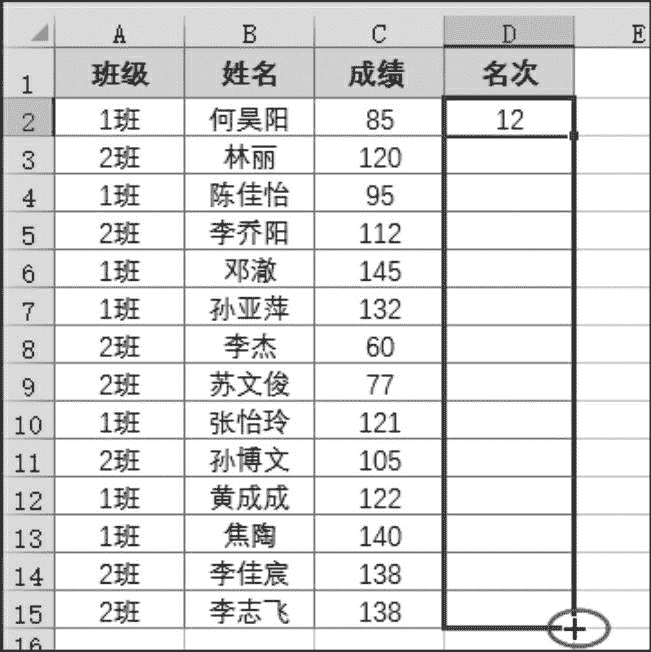 A B C D E
1 班级 姓名 成绩 名次
2 1班 何昊阳 85 12
3 2班 林丽 120
4 1班 陈佳怡 95
5 2班 李乔阳 112
6 1班 邓澈 145
7 1班 孙亚萍 132
8 2班 李杰 60
9 2班 苏文俊 77
10 1班 张怡玲 121
11 2班 孙博文 105
12 1班 黄成成 122
13 1班 焦陶 140
14 2班 李佳宸 138
15 2班 李志飞 138
16